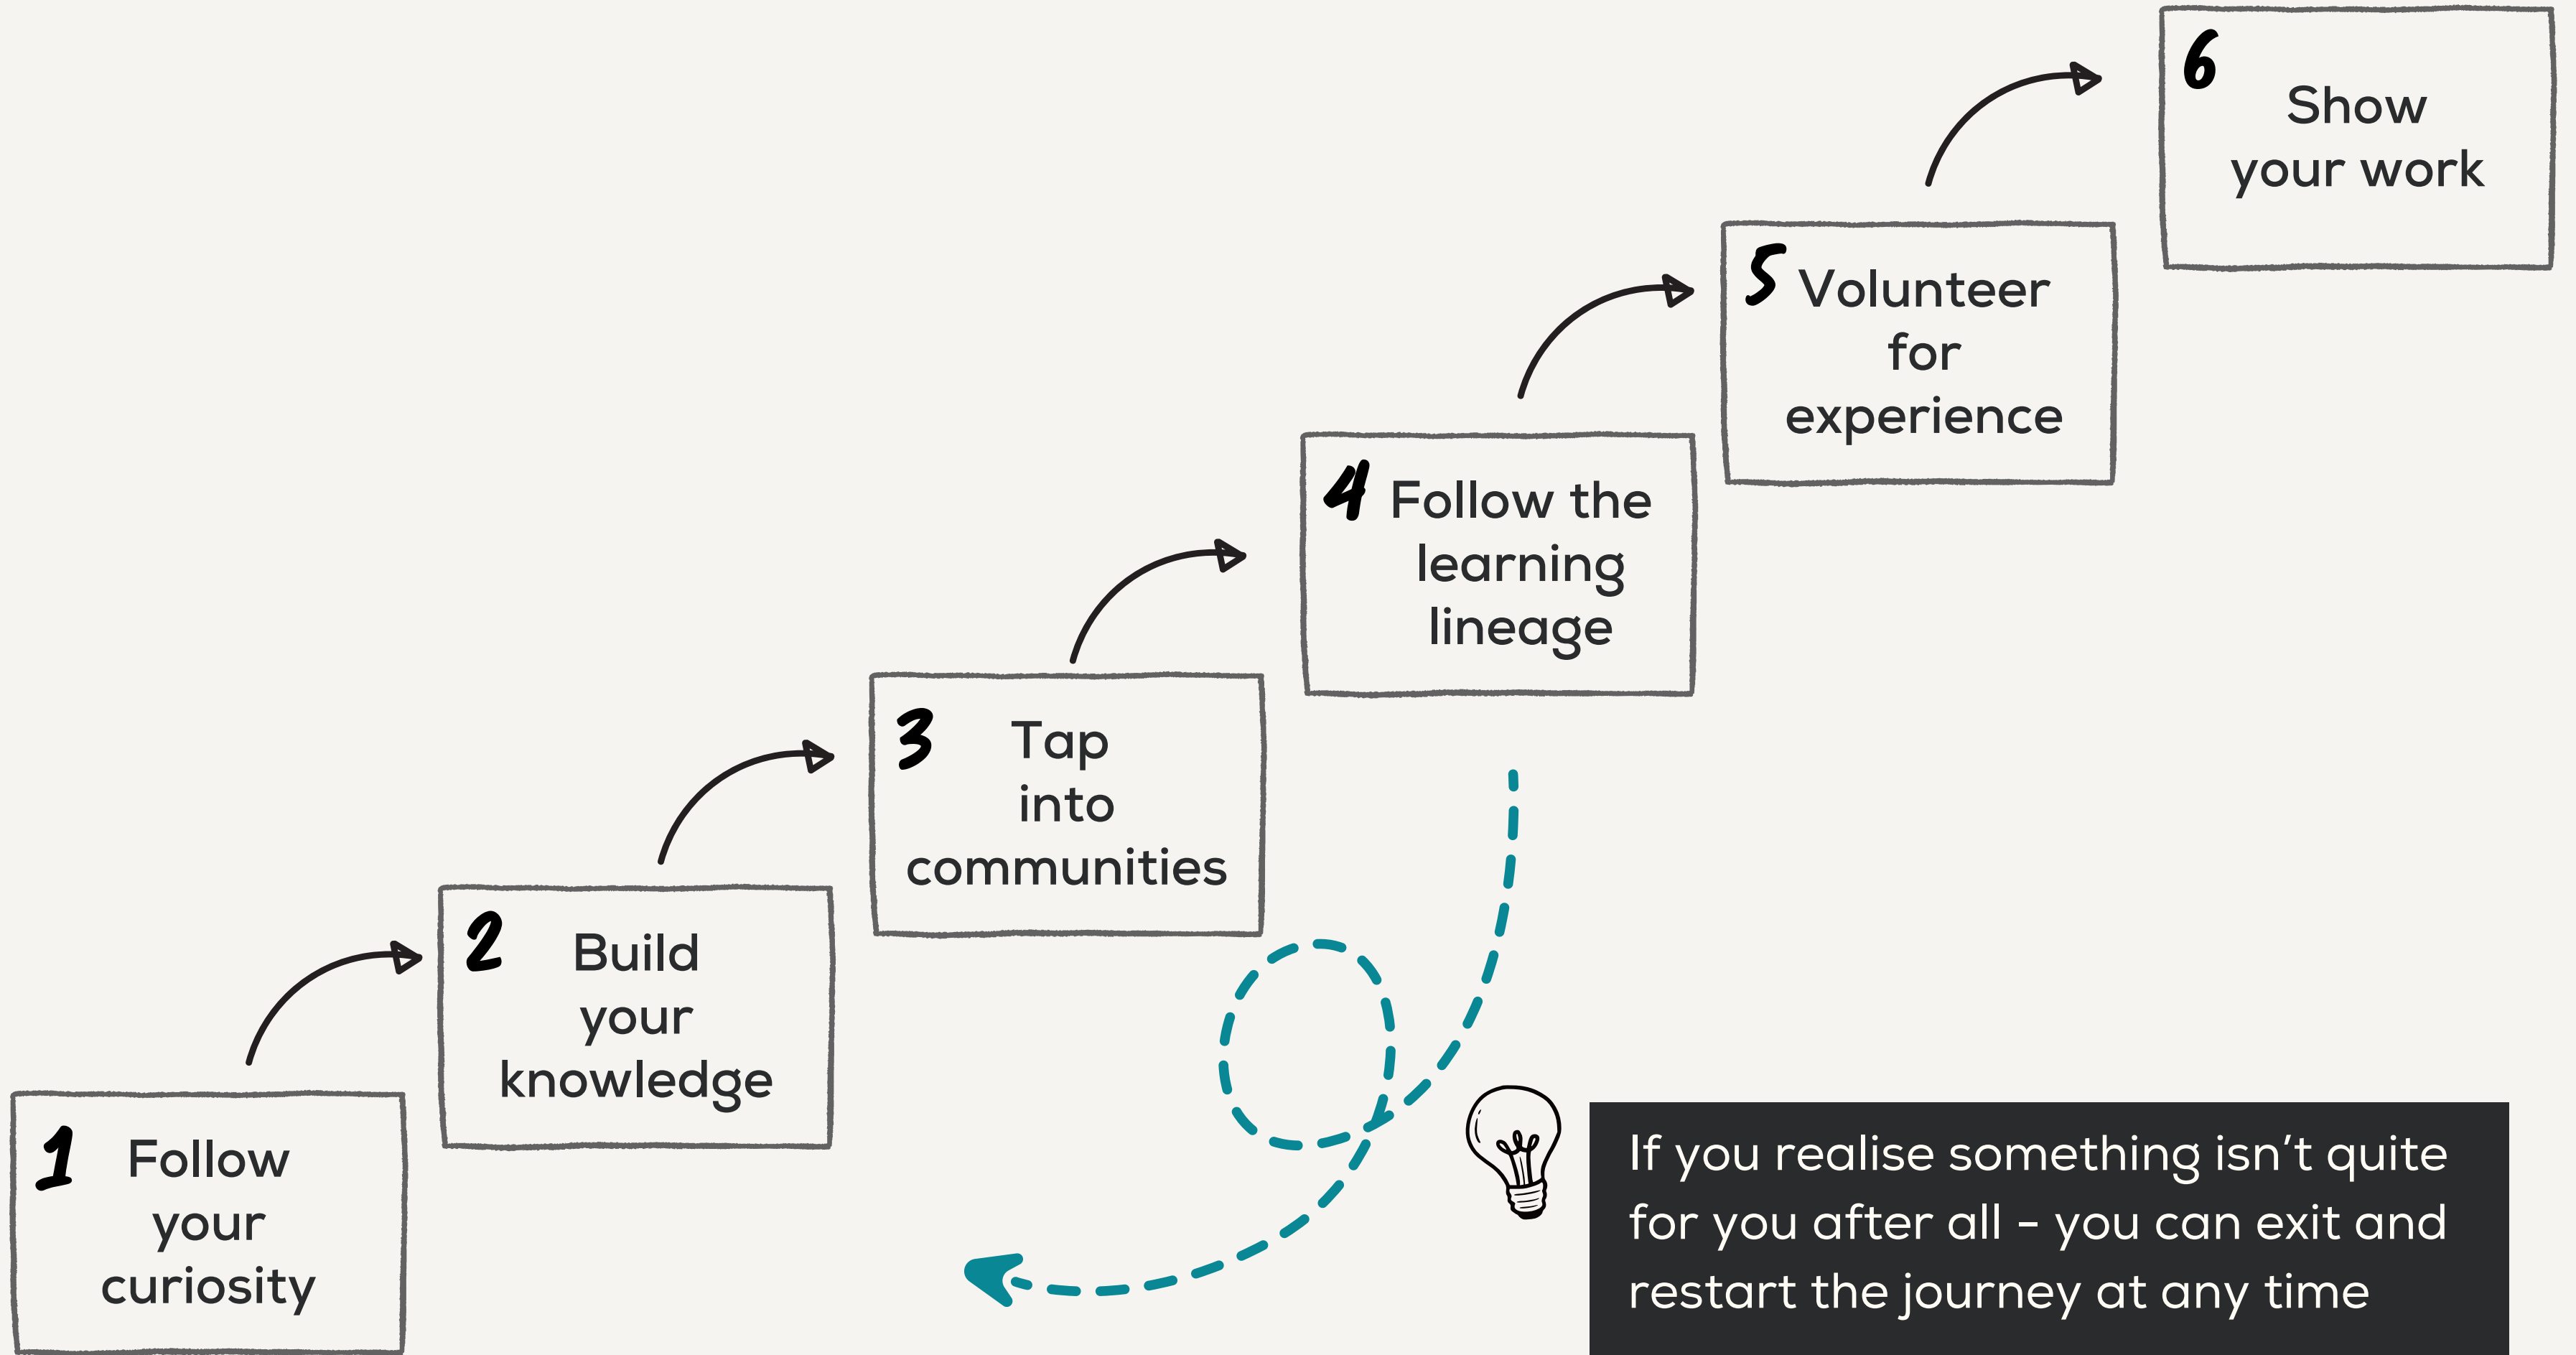 1
Follow
your
curiosity
2
Build
your
knowledge
3
Tap
into
communities
4
Follow the
learning
lineage
5
Volunteer
for
experience
6
Show
your work
If you realise something isn’t quite
for you after all - you can exit and
restart the journey at any time